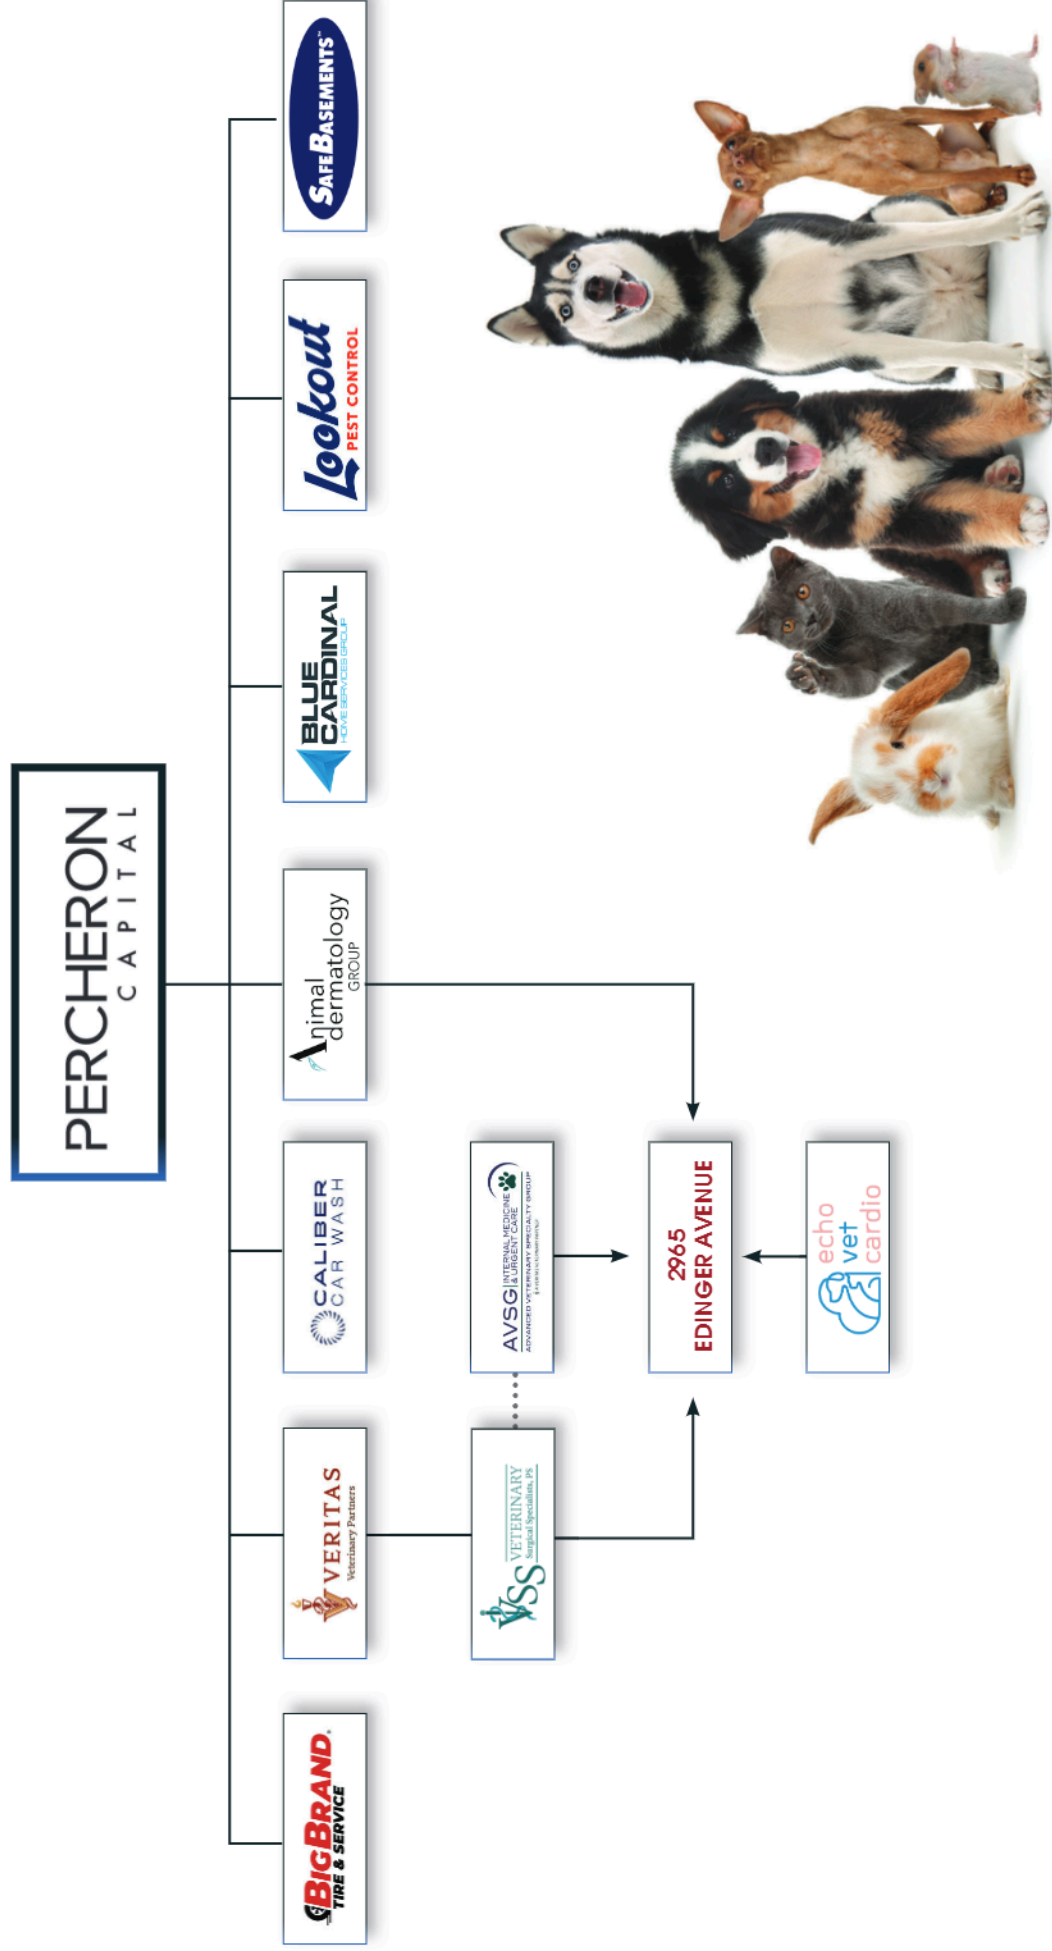 PERCHERON
CAPITAL
BIGBRAND
TIRE & SERVICE
VERITAS
Veterinary Partners
CALIBER
CAR WASH
Animal
dermatology
GROUP
BLUE
CARDINAL
HOME SERVICES GROUP
Lookout
PEST CONTROL
SAFEBASEMENTS™
VSS
VETERINARY
Surgical Specialists, PS
AVSG
INTERNAL MEDICINE
& URGENT CARE
ADVANCED VETERINARY SPECIALTY GROUP
2965
EDINGER AVENUE
echo
vet
cardio